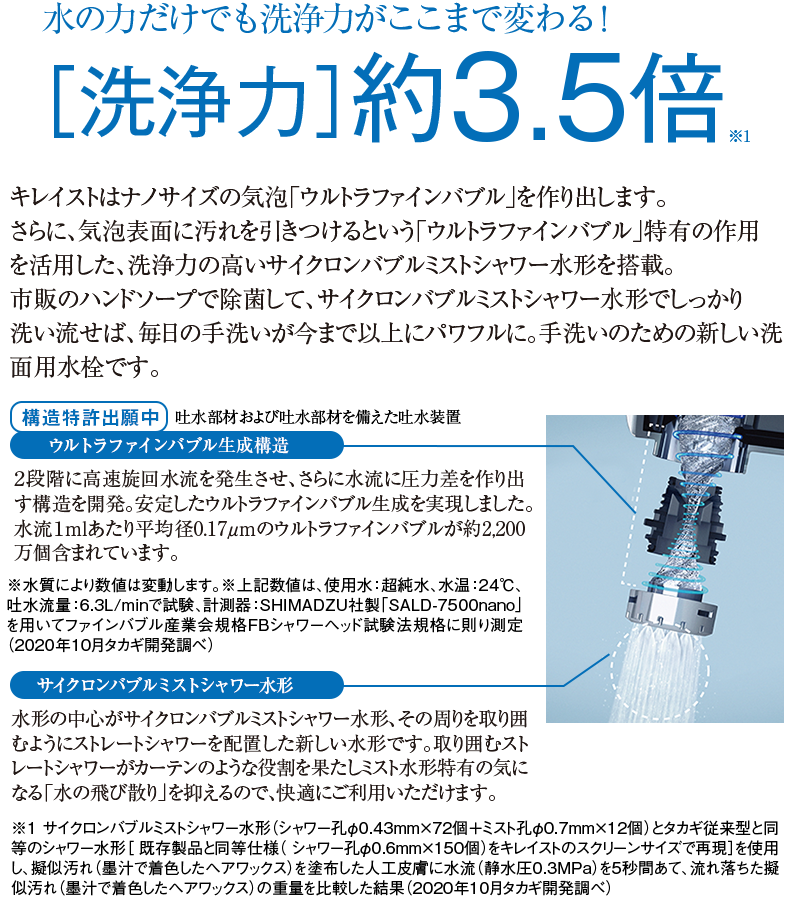 水の力だけでも洗浄力がここまで変わる！
［洗浄力］約3.5倍※1
キレイストはナノサイズの気泡「ウルトラファインバブル」を作り出します。
さらに、気泡表面に汚れを引きつけるという「ウルトラファインバブル」特有の作用
を活用した、洗浄力の高いサイクロンバブルミストシャワー水形を搭載。
市販のハンドソープで除菌して、サイクロンバブルミストシャワー水形でしっかり
洗い流せば、毎日の手洗いが今まで以上にパワフルに。手洗いのための新しい洗
面用水栓です。
構造特許出願中 吐水部材および吐水部材を備えた吐水装置
ウルトラファインバブル生成構造
2段階に高速旋回水流を発生させ、さらに水流に圧力差を作り出
す構造を開発。安定したウルトラファインバブル生成を実現しました。
水流1mlあたり平均径0.17μmのウルトラファインバブルが約2,200
万個含まれています。
※水質により数値は変動します。※上記数値は、使用水：超純水、水温：24℃、
吐水流量：6.3L/minで試験、計測器：SHIMADZU社製「SALD-7500nano」
を用いてファインバブル産業会規格FBシャワーヘッド試験法規格に則り測定
（2020年10月タカギ開発調べ）
サイクロンバブルミストシャワー水形
水形の中心がサイクロンバブルミストシャワー水形、その周りを取り囲
むようにストレートシャワーを配置した新しい水形です。取り囲むスト
レートシャワーがカーテンのような役割を果たしミスト水形特有の気に
なる「水の飛び散り」を抑えるので、快適にご利用いただけます。
※1 サイクロンバブルミストシャワー水形（シャワー孔φ0.43mm×72個＋ミスト孔φ0.7mm×12個）とタカギ従来型と同
等のシャワー水形［ 既存製品と同等仕様（ シャワー孔φ0.6mm×150個）をキレイストのスクリーンサイズで再現］を使用
し、擬似汚れ（墨汁で着色したヘアワックス）を塗布した人工皮膚に水流（静水圧0.3MPa）を5秒間あて、流れ落ちた擬
似汚れ（墨汁で着色したヘアワックス）の重量を比較した結果（2020年10月タカギ開発調べ）